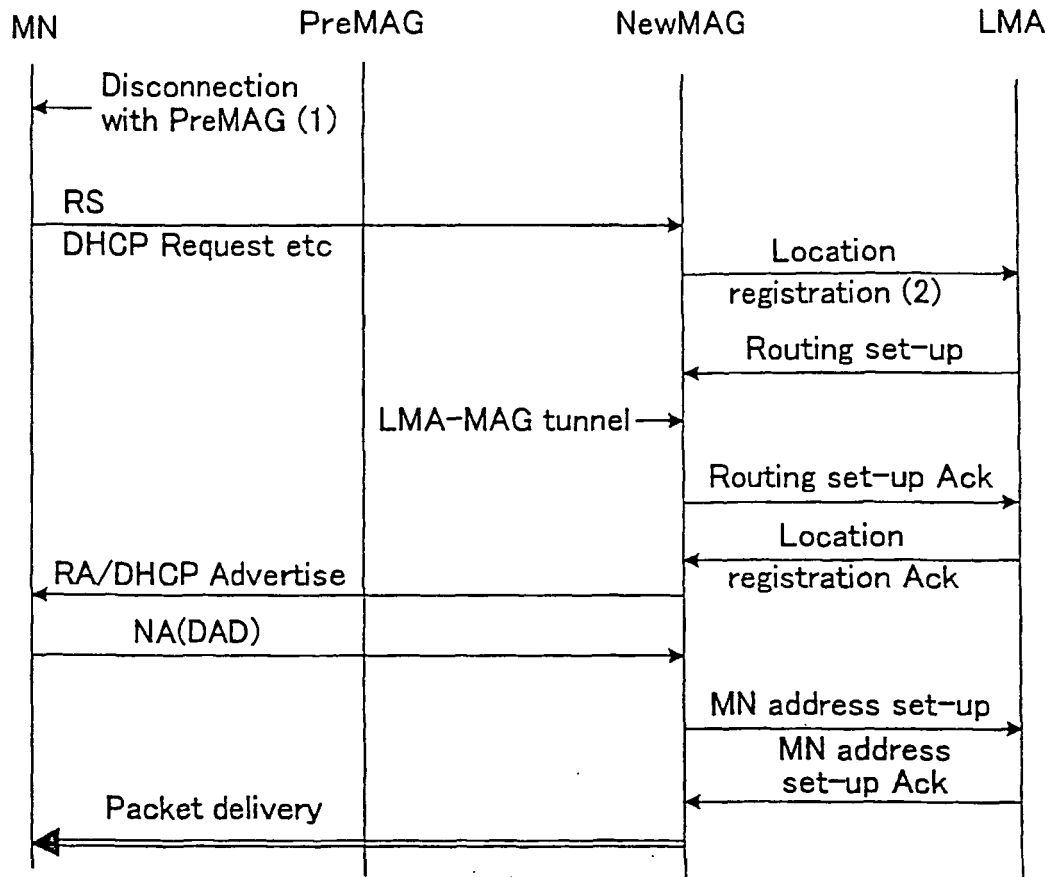 MN PreMAG NewMAG LMA
Disconnection
with PreMAG (1)
RS
DHCP Request etc
Location
registration (2)
Routing set-up
LMA-MAG tunnel
Routing set-up Ack
Location
registration Ack
RA/DHCP Advertise
NA(DAD)
MN address set-up
MN address
set-up Ack
Packet delivery